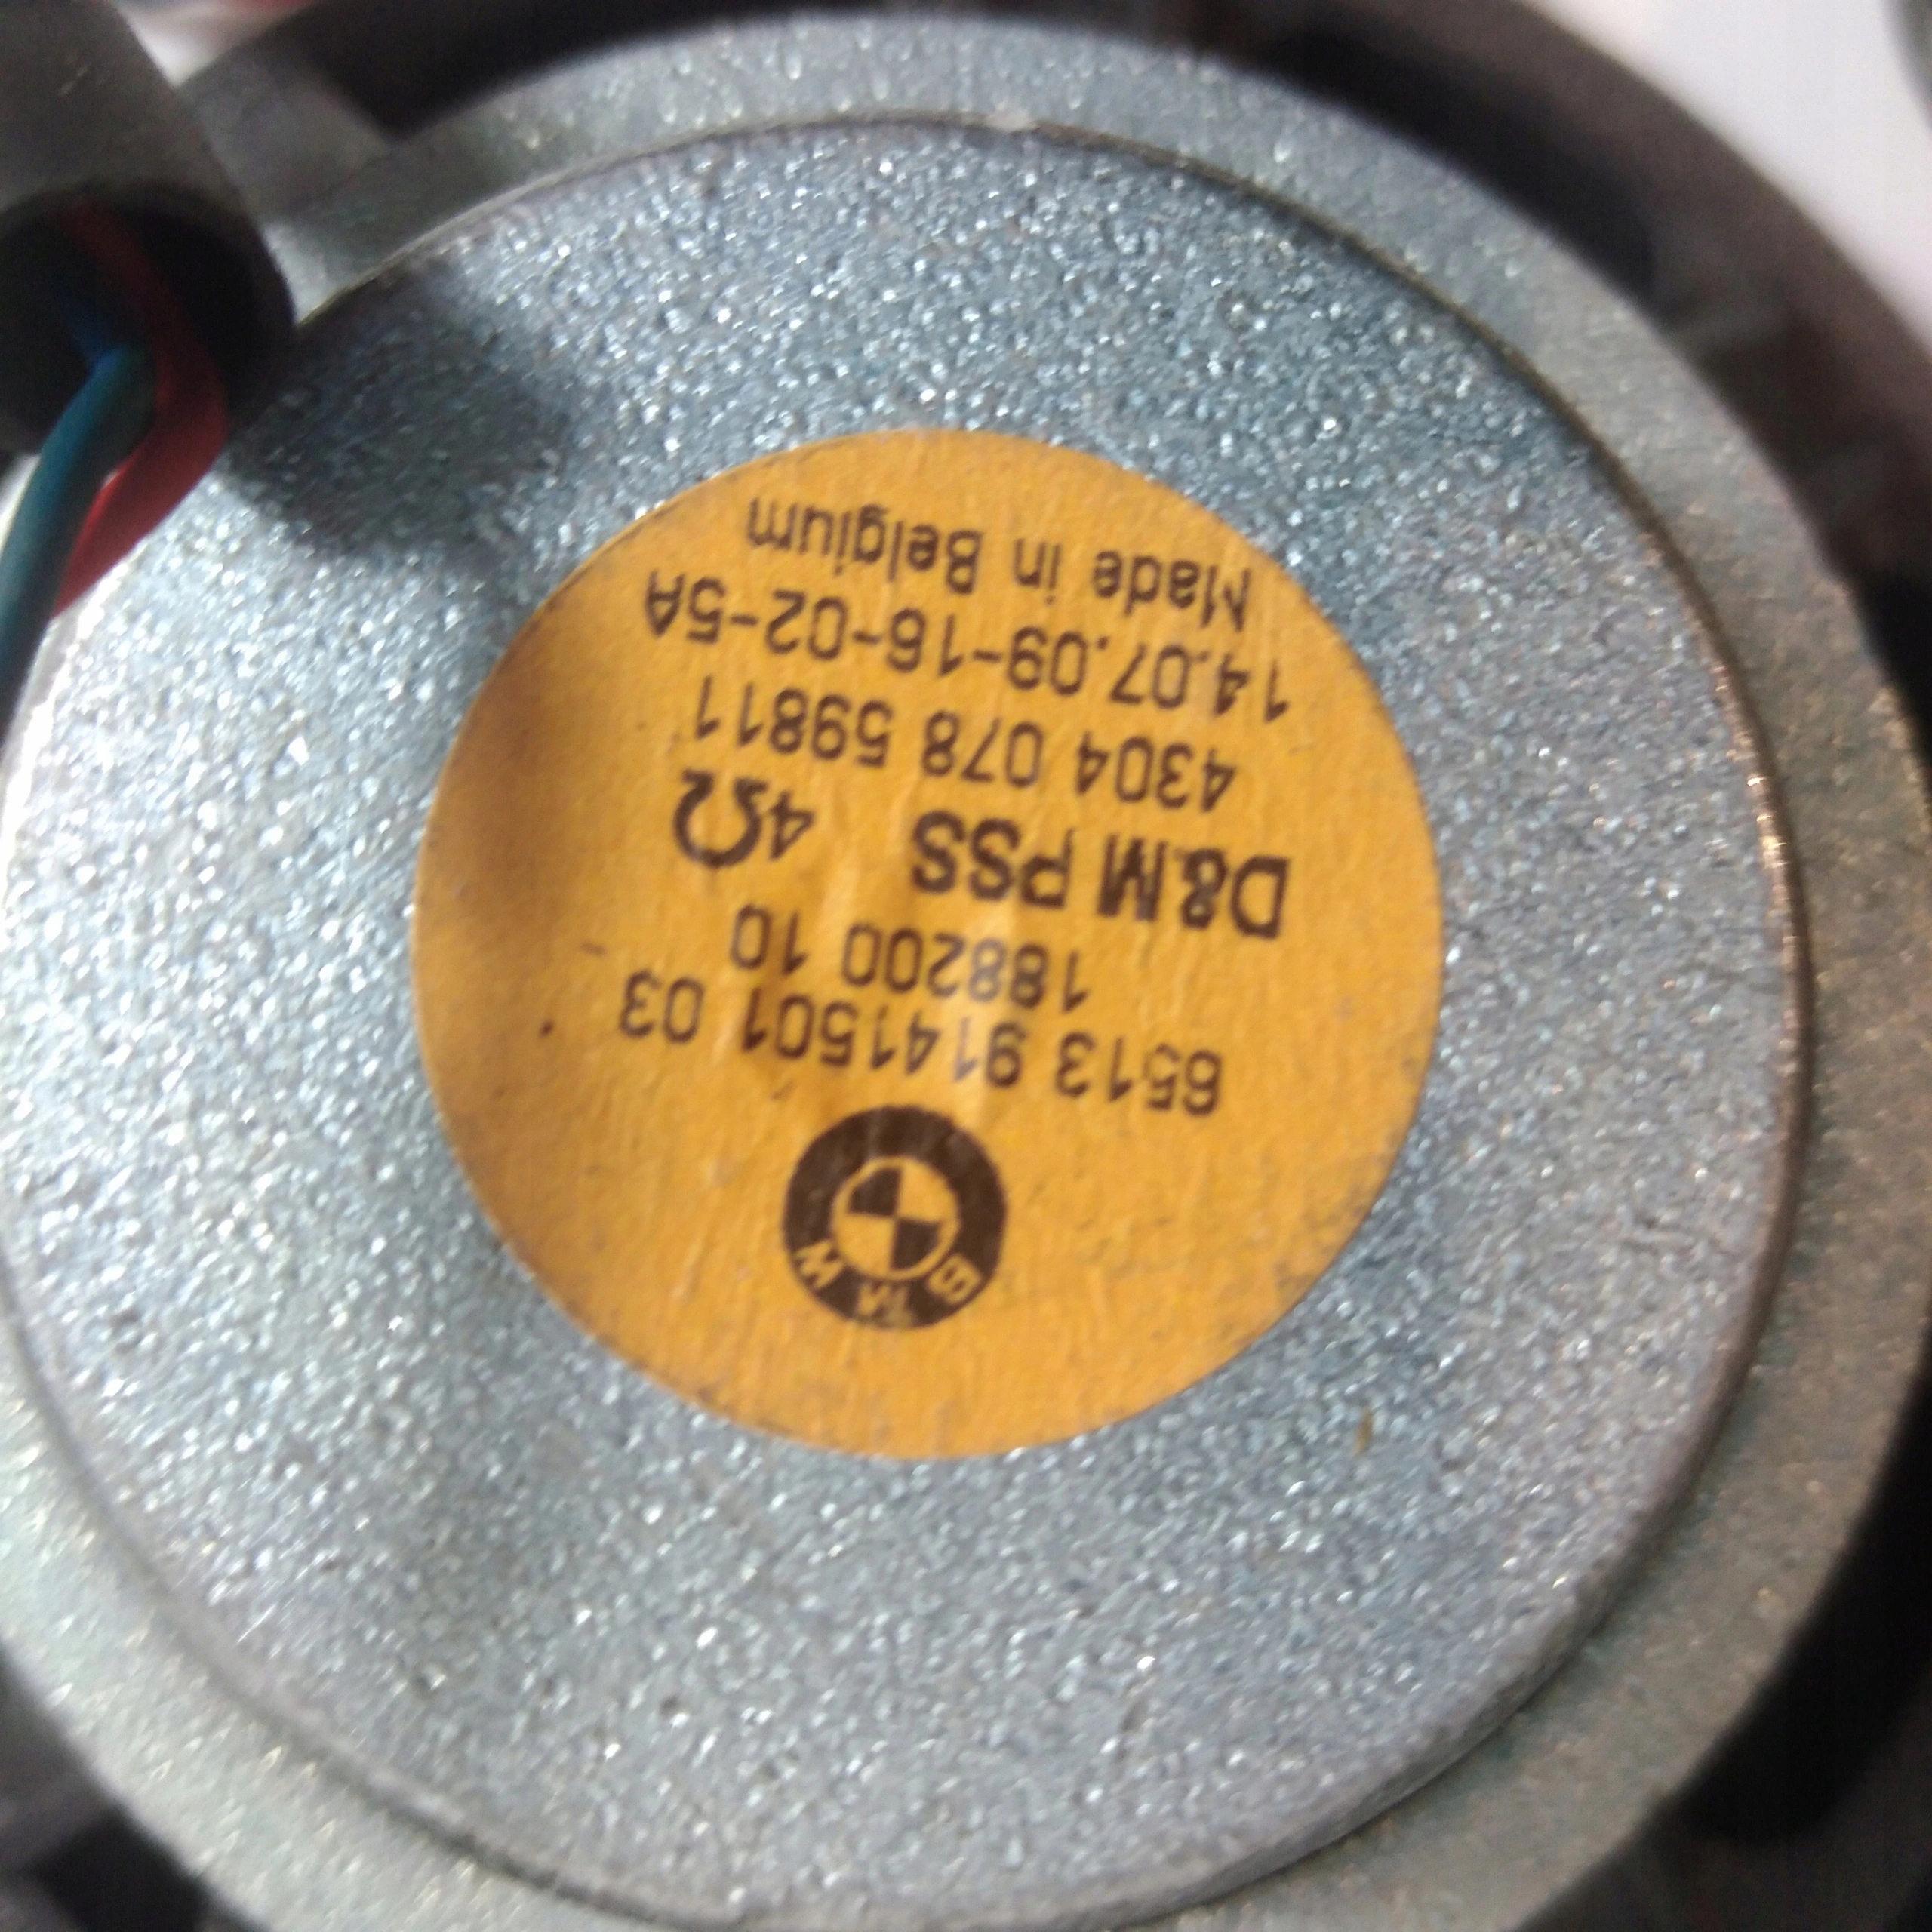 BMW
6513 9141501 03
188200 10
D&M PSS 4Ω
4304 078 59811
14.07.09-16-02-5A
Made in Belgium